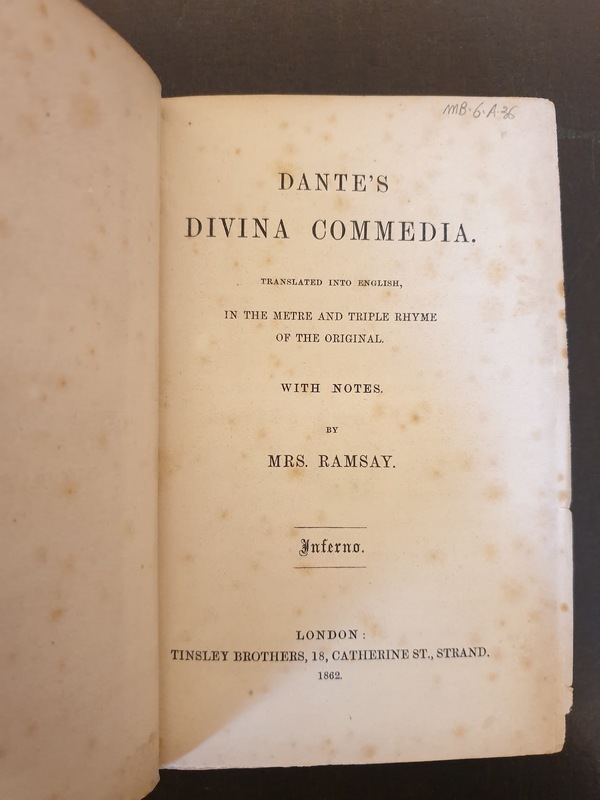 MB·6·A·36
DANTE'S
DIVINA COMMEDIA.
TRANSLATED INTO ENGLISH,
IN THE METRE AND TRIPLE RHYME
OF THE ORIGINAL.
WITH NOTES.
BY
MRS. RAMSAY.
Inferno.
LONDON:
TINSLEY BROTHERS, 18, CATHERINE ST., STRAND.
1862.